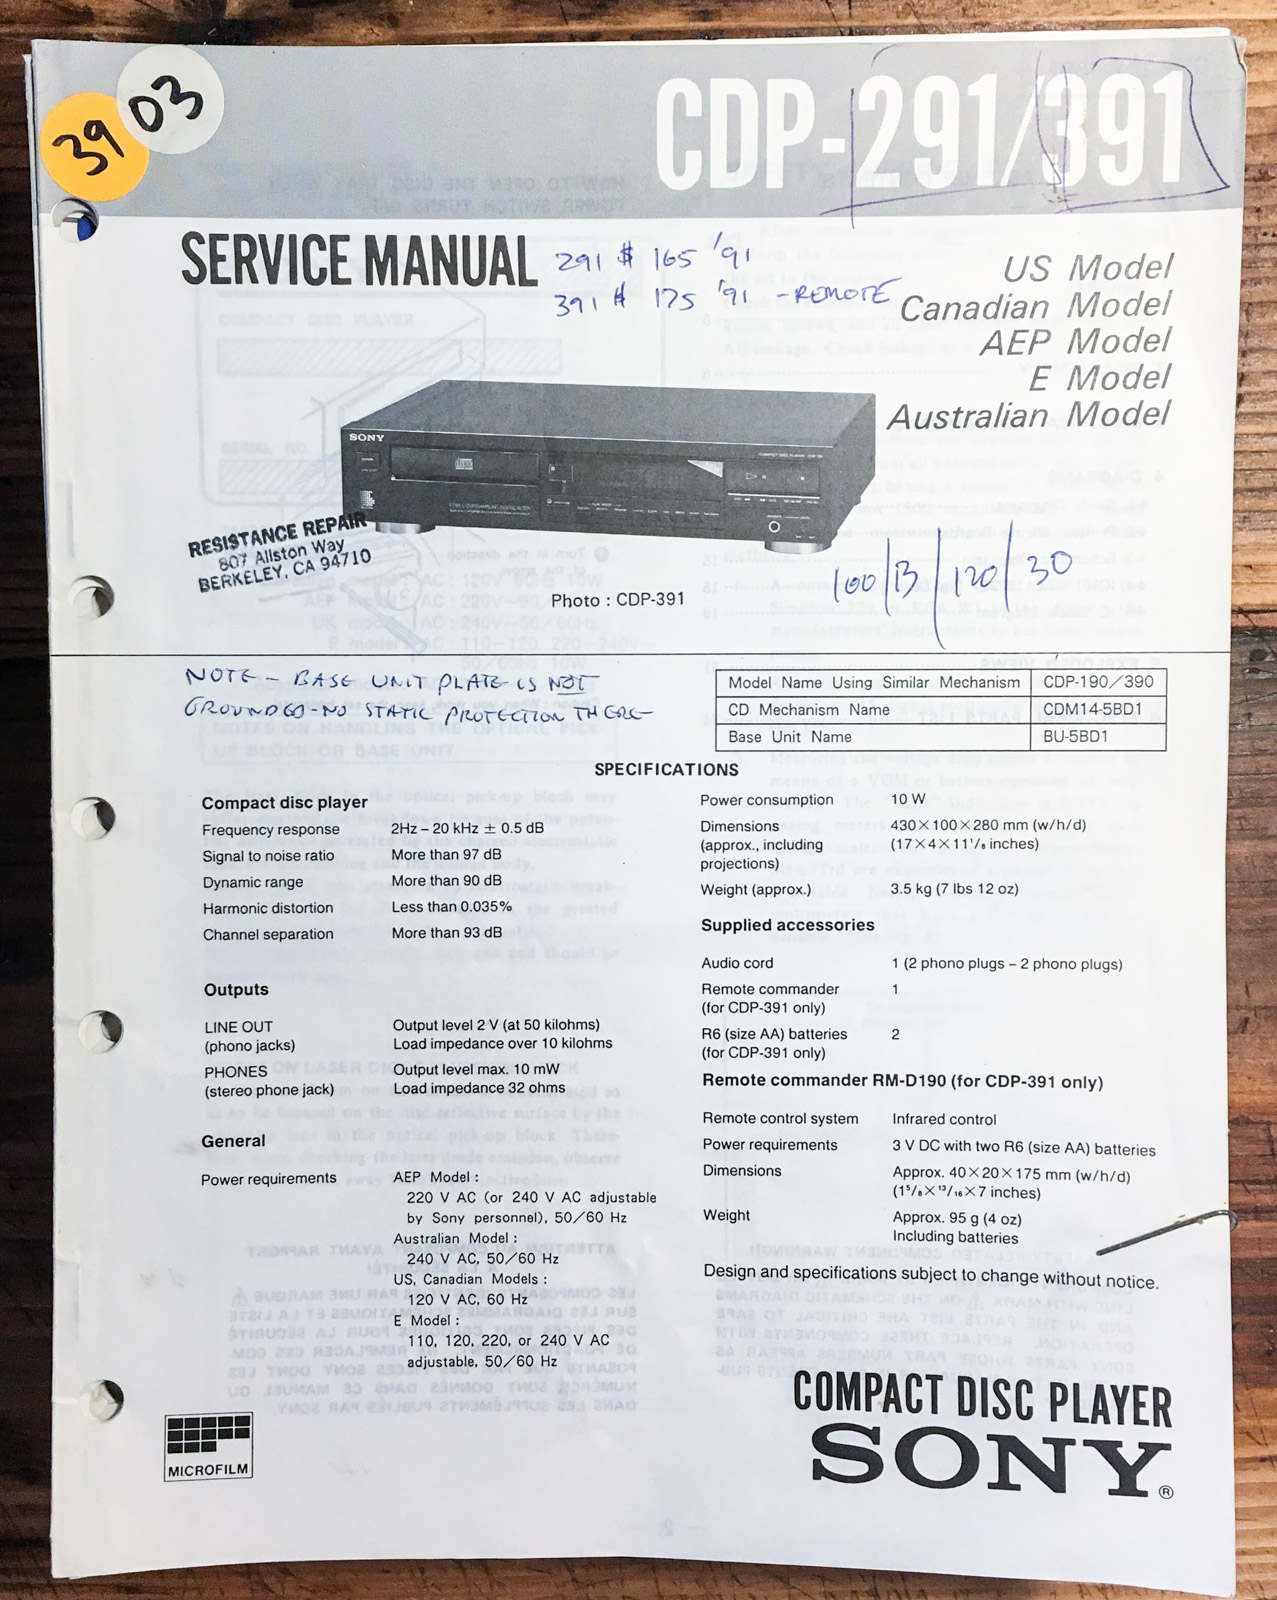 39
03
CDP-291/391
SERVICE MANUAL
291 $ 165 '91
391 $ 175 '91 - REMOTE
US Model
Canadian Model
AEP Model
E Model
Australian Model
SONY
RESISTANCE REPAIR
807 Allston Way
BERKELEY, CA 94710
Photo : CDP-391
100/B/120/30
NOTE - BASE UNIT PLATE IS NOT
GROUNDED-NO STATIC PROTECTION THERE
Model Name Using Similar Mechanism CDP-190/390
CD Mechanism Name CDM14-5BD1
Base Unit Name BU-5BD1
SPECIFICATIONS
Compact disc player
Frequency response 2Hz – 20 kHz ± 0.5 dB
Signal to noise ratio More than 97 dB
Dynamic range More than 90 dB
Harmonic distortion Less than 0.035%
Channel separation More than 93 dB
Outputs
LINE OUT Output level 2 V (at 50 kilohms)
(phono jacks) Load impedance over 10 kilohms
PHONES Output level max. 10 mW
(stereo phone jack) Load impedance 32 ohms
General
Power requirements AEP Model :
220 V AC (or 240 V AC adjustable
by Sony personnel), 50/60 Hz
Australian Model :
240 V AC, 50/60 Hz
US, Canadian Models :
120 V AC, 60 Hz
E Model :
110, 120, 220, or 240 V AC
adjustable, 50/60 Hz
Power consumption 10 W
Dimensions 430×100×280 mm (w/h/d)
(approx., including (17×4×11 1/8 inches)
projections)
Weight (approx.) 3.5 kg (7 lbs 12 oz)
Supplied accessories
Audio cord 1 (2 phono plugs – 2 phono plugs)
Remote commander 1
(for CDP-391 only)
R6 (size AA) batteries 2
(for CDP-391 only)
Remote commander RM-D190 (for CDP-391 only)
Remote control system Infrared control
Power requirements 3 V DC with two R6 (size AA) batteries
Dimensions Approx. 40×20×175 mm (w/h/d)
(1 5/8×13/16×7 inches)
Weight Approx. 95 g (4 oz)
Including batteries
Design and specifications subject to change without notice.
MICROFILM
COMPACT DISC PLAYER
SONY®